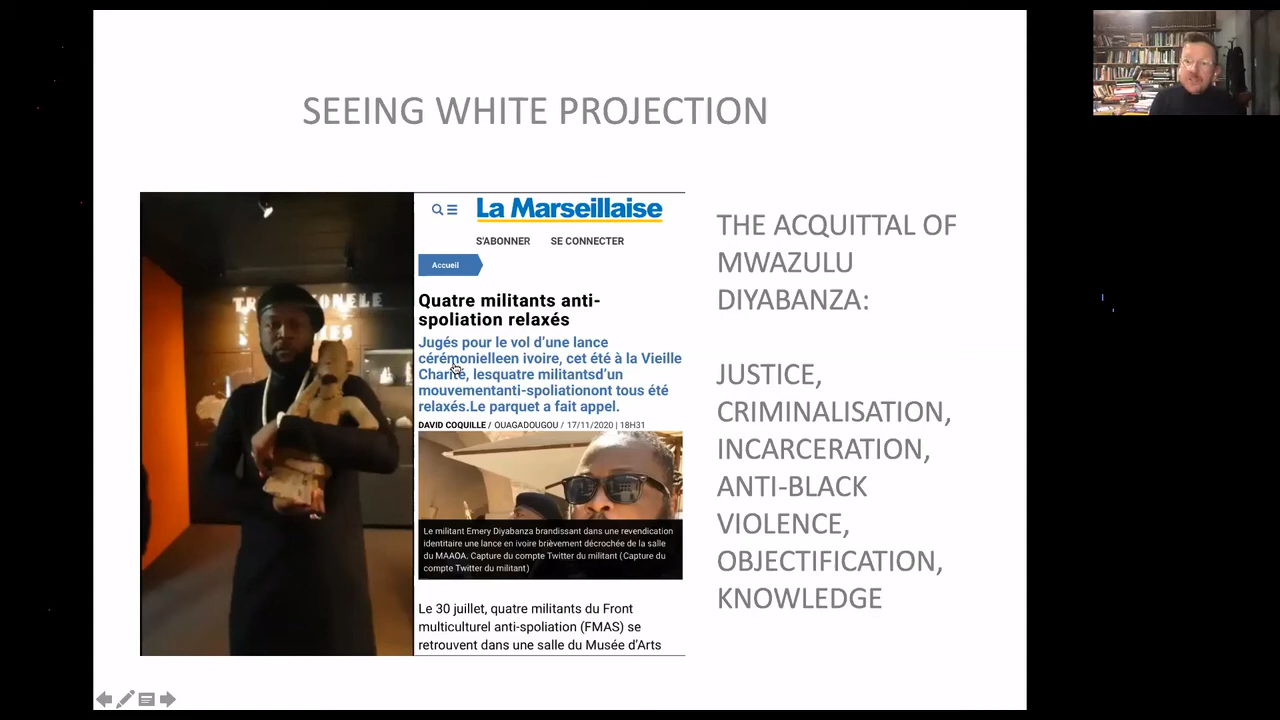 SEEING WHITE PROJECTION
La Marseillaise
S'ABONNER SE CONNECTER
Accueil
Quatre militants anti-
spoliation relaxés
Jugés pour le vol d'une lance
cérémonielleen ivoire, cet été à la Vieille
Charité, lesquatre militantsd'un
mouvementanti-spoliationont tous été
relaxés.Le parquet a fait appel.
DAVID COQUILLE / OUAGADOUGOU / 17/11/2020 | 18H31
Le militant Emery Diyabanza brandissant dans une revendication
identitaire une lance en ivoire brièvement décrochée de la salle
du MAAOA. Capture du compte Twitter du militant (Capture du
compte Twitter du militant)
Le 30 juillet, quatre militants du Front
multiculturel anti-spoliation (FMAS) se
retrouvent dans une salle du Musée d'Arts
THE ACQUITTAL OF
MWAZULU
DIYABANZA:
JUSTICE,
CRIMINALISATION,
INCARCERATION,
ANTI-BLACK
VIOLENCE,
OBJECTIFICATION,
KNOWLEDGE